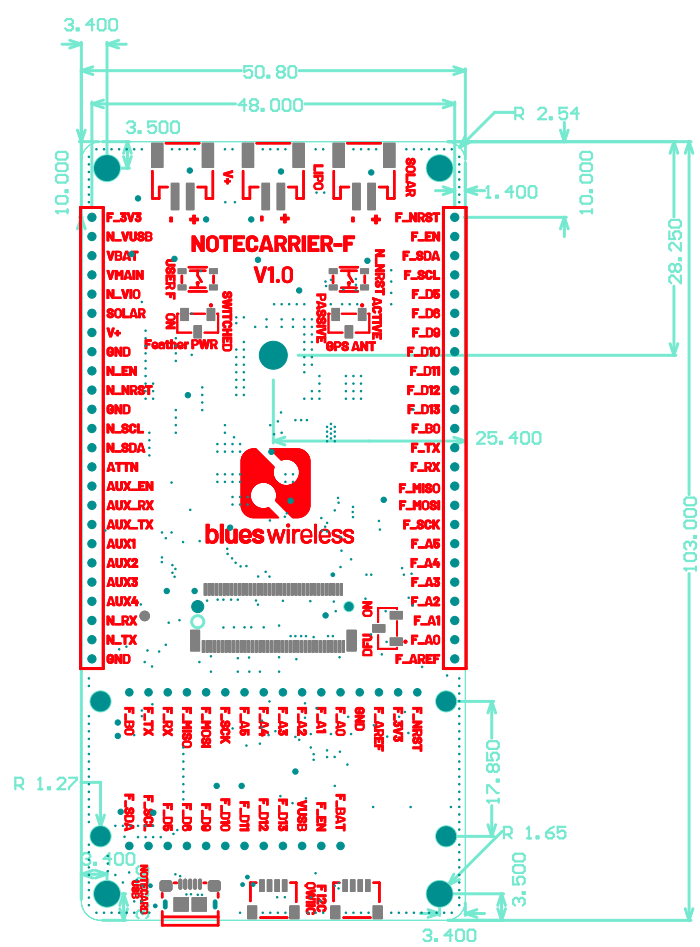 3.400
50.80
48.000
R 2.54
3.500
10.000
10.000
1.400
28.250
V+
LIPO
SOLAR
- +
- +
- +
F_3V3
N_VUSB
VBAT
VMAIN
N_VIO
SOLAR
V+
GND
N_EN
N_NRST
GND
N_SCL
N_SDA
ATTN
AUX_EN
AUX_RX
AUX_TX
AUX1
AUX2
AUX3
AUX4
N_RX
N_TX
GND
NOTECARRIER-F
V1.0
USER F
ON
SWITCHED
Feather PWR
N_NRST
ACTIVE
PASSIVE
GPS ANT
F_NRST
F_EN
F_SDA
F_SCL
F_D5
F_D6
F_D9
F_D10
F_D11
F_D12
F_D13
F_B0
F_TX
F_RX
F_MISO
F_MOSI
F_SCK
F_A5
F_A4
F_A3
F_A2
F_A1
F_A0
F_AREF
25.400
103.000
blues wireless
NO
DFU
F_B0
F_TX
F_RX
F_MISO
F_MOSI
F_SCK
F_A5
F_A4
F_A3
F_A2
F_A1
F_A0
GND
F_AREF
F_3V3
F_NRST
17.850
R 1.27
F_SDA
F_SCL
F_D5
F_D6
F_D9
F_D10
F_D11
F_D12
F_D13
VUSB
F_EN
F_BAT
R 1.65
3.400
NOTECARD
USB
F I2C
QWIIC
3.500
3.400